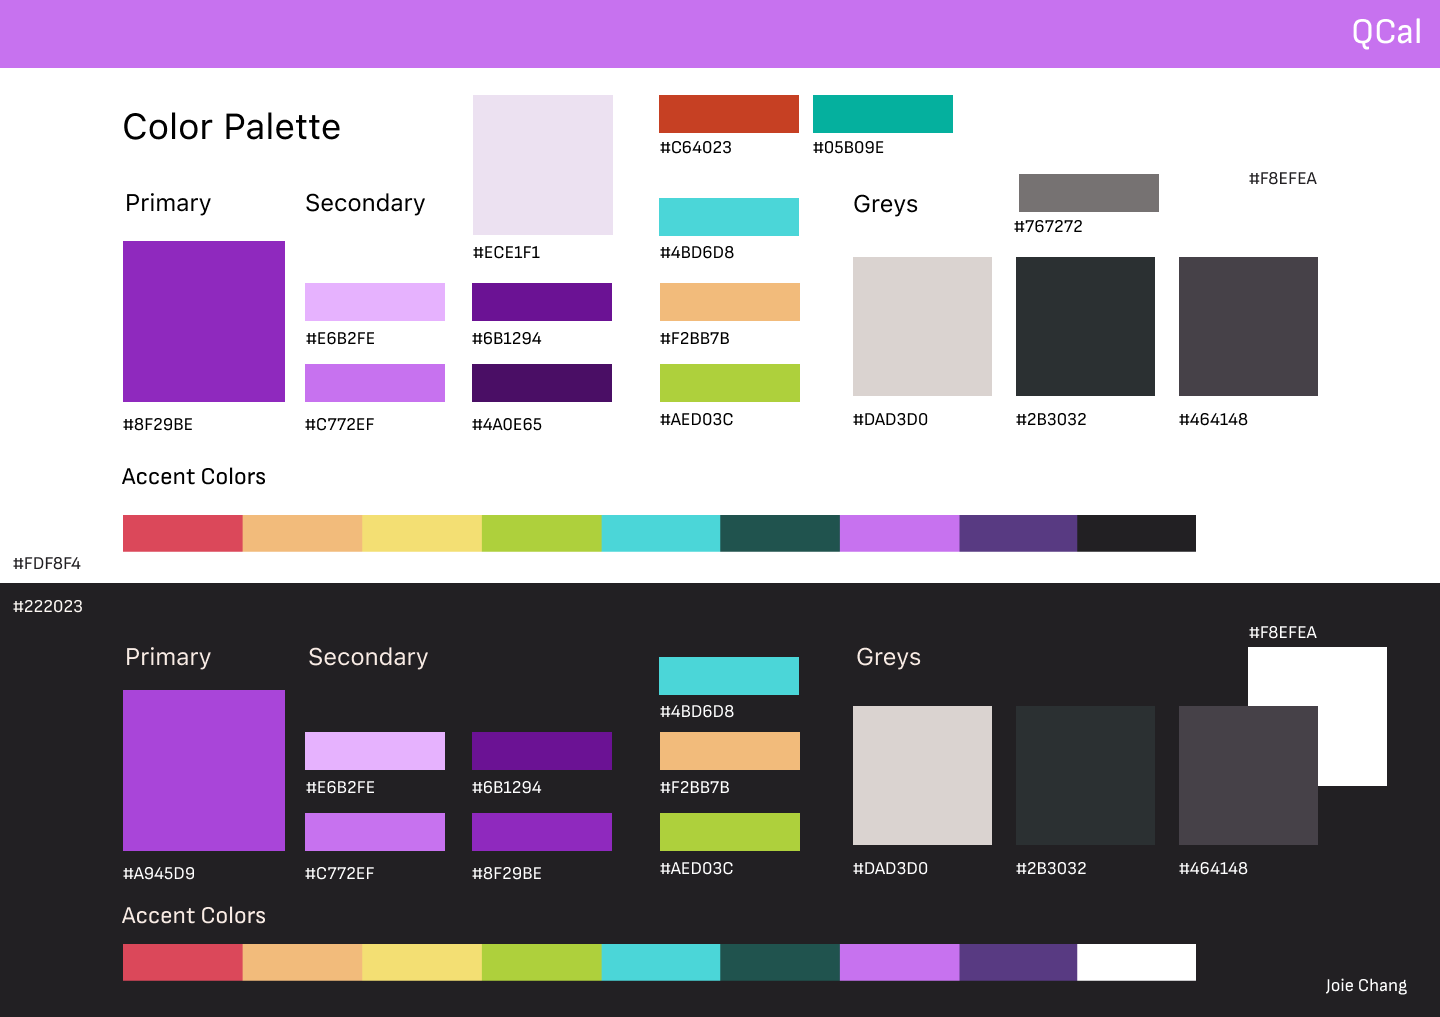 QCal
Color Palette
#C64023
#05B09E
#F8EFEA
Primary
Secondary
Greys
#767272
#ECE1F1
#4BD6D8
#E6B2FE
#6B1294
#F2BB7B
#8F29BE
#C772EF
#4A0E65
#AED03C
#DAD3D0
#2B3032
#464148
Accent Colors
#FDF8F4
#222023
#F8EFEA
Primary
Secondary
Greys
#4BD6D8
#E6B2FE
#6B1294
#F2BB7B
#A945D9
#C772EF
#8F29BE
#AED03C
#DAD3D0
#2B3032
#464148
Accent Colors
Joie Chang